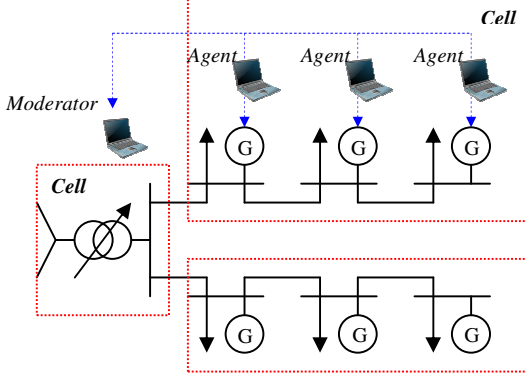 Cell
Agent Agent Agent
Moderator
G G G
Cell
G G G